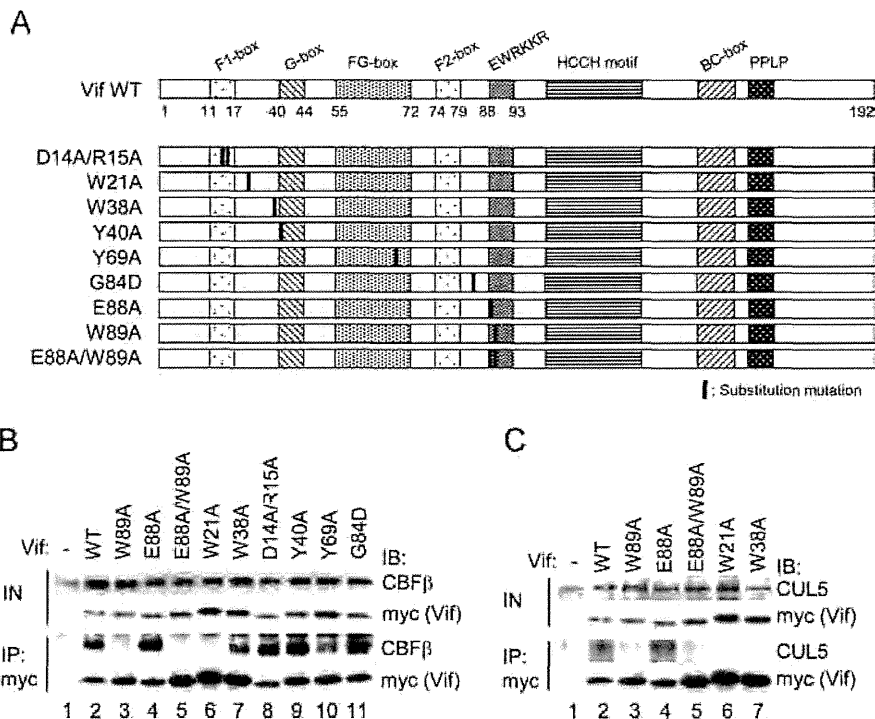 A
F1-box G-box FG-box F2-box EWRKKR HCCH motif BC-box PPLP
Vif WT
1 11 17 40 44 55 72 74 79 88 93 192
D14A/R15A
W21A
W38A
Y40A
Y69A
G84D
E88A
W89A
E88A/W89A
; Substitution mutation
B
Vif: - WT W89A E88A E88A/W89A W21A W38A D14A/R15A Y40A Y69A G84D IB:
IN CBFβ
myc (Vif)
IP: CBFβ
myc myc (Vif)
1 2 3 4 5 6 7 8 9 10 11
C
Vif: - WT W89A E88A E88A/W89A W21A W38A IB:
IN CUL5
myc (Vif)
IP: CUL5
myc myc (Vif)
1 2 3 4 5 6 7